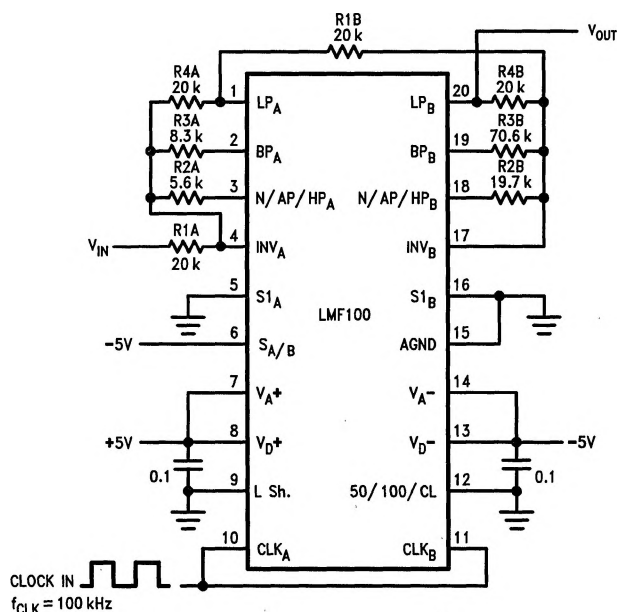 R1B
20 k
V_OUT
R4A
20 k
1
LP_A
LP_B
20
R4B
20 k
R3A
8.3 k
2
BP_A
BP_B
19
R3B
70.6 k
R2A
5.6 k
3
N/AP/HP_A
N/AP/HP_B
18
R2B
19.7 k
V_IN
R1A
20 k
4
INV_A
INV_B
17
5
S1_A
S1_B
16
LMF100
-5V
6
S_A/B
AGND
15
7
V_A+
V_A-
14
+5V
8
V_D+
V_D-
13
-5V
0.1
9
L Sh.
50/100/CL
12
0.1
10
CLK_A
CLK_B
11
CLOCK IN
f_CLK = 100 kHz